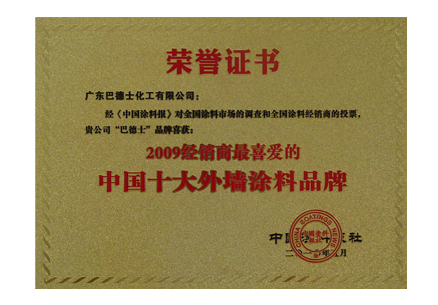 荣誉证书
广东巴德士化工有限公司：
经《中国涂料报》对全国涂料市场的调查和全国涂料经销商的投票，
贵公司“巴德士”品牌喜获：
2009经销商最喜爱的
中国十大外墙涂料品牌
CHINA COATINGS NEWS